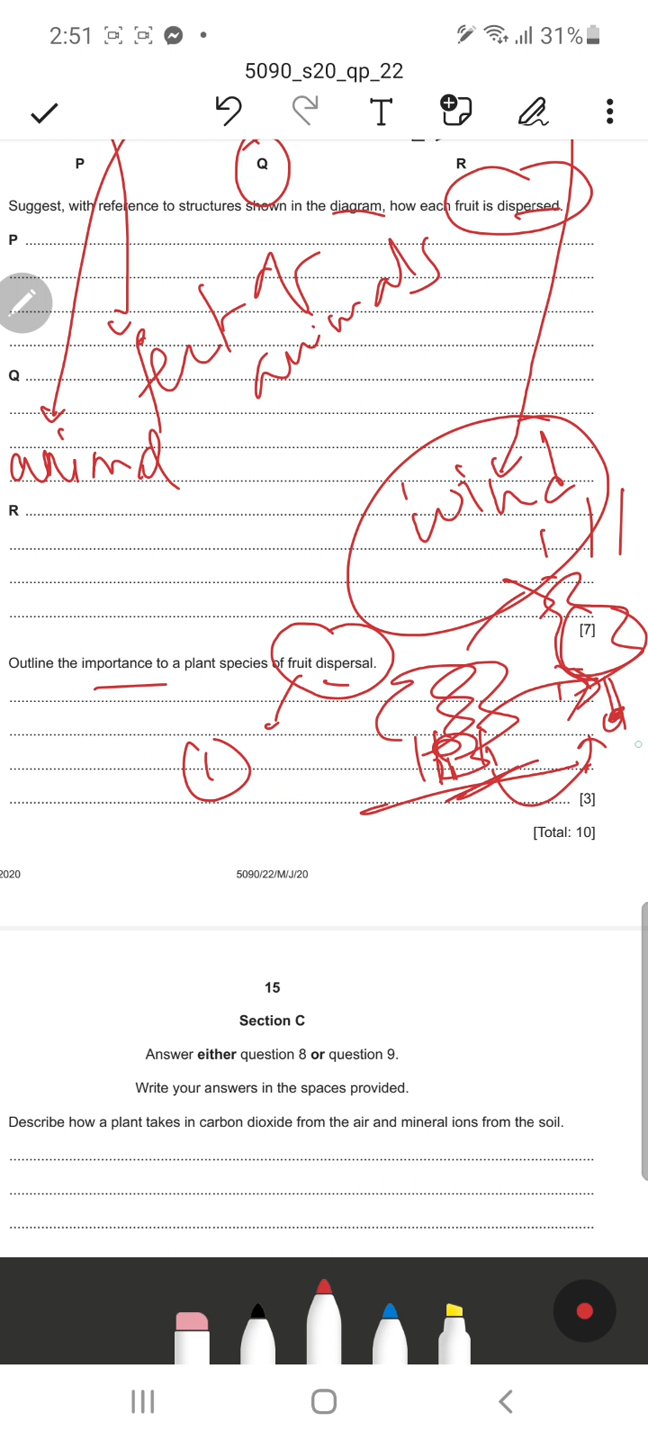 2:51
31%
5090_s20_qp_22
T
P Q R
Suggest, with reference to structures shown in the diagram, how each fruit is dispersed.
P
animals
Q
animal
wind
R
[7]
Outline the importance to a plant species of fruit dispersal.
1
[3]
[Total: 10]
2020 5090/22/M/J/20
15
Section C
Answer either question 8 or question 9.
Write your answers in the spaces provided.
Describe how a plant takes in carbon dioxide from the air and mineral ions from the soil.